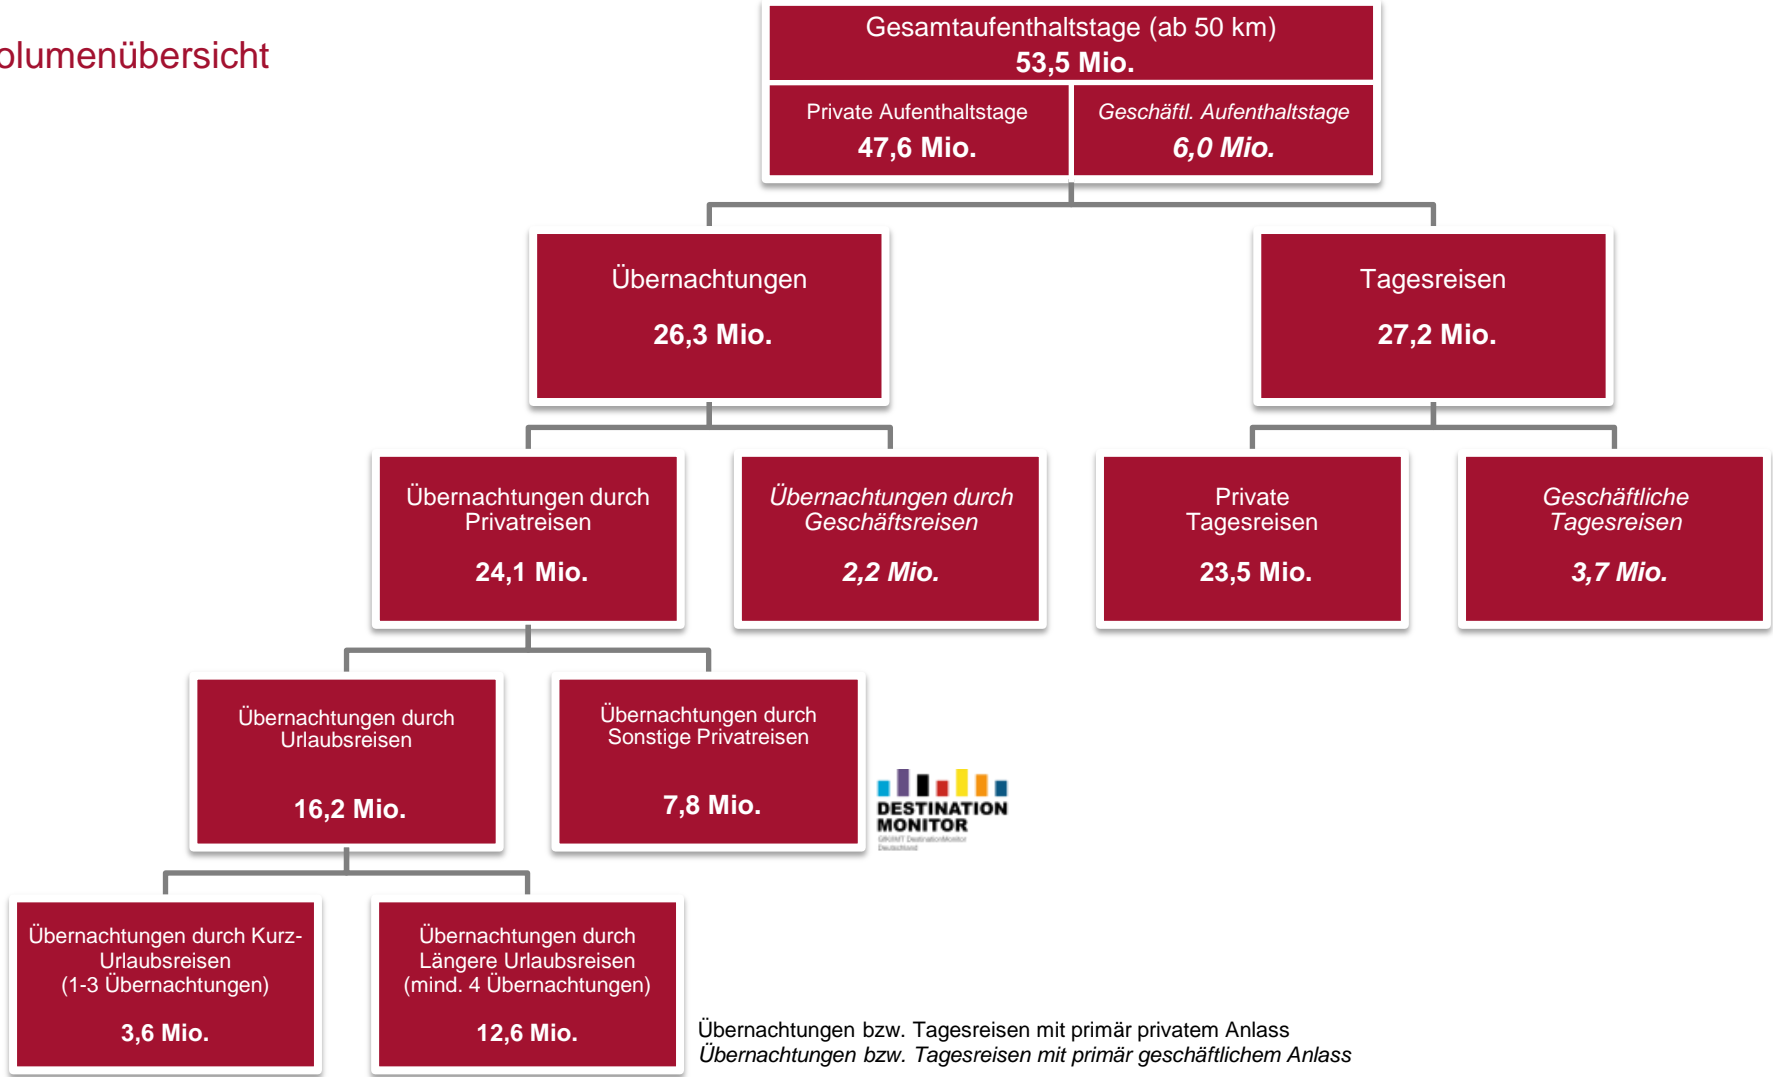 olumenübersicht
Gesamtaufenthaltstage (ab 50 km)
53,5 Mio.
Private Aufenthaltstage
47,6 Mio.
Geschäftl. Aufenthaltstage
6,0 Mio.
Übernachtungen
26,3 Mio.
Tagesreisen
27,2 Mio.
Übernachtungen durch
Privatreisen
24,1 Mio.
Übernachtungen durch
Geschäftsreisen
2,2 Mio.
Private
Tagesreisen
23,5 Mio.
Geschäftliche
Tagesreisen
3,7 Mio.
Übernachtungen durch
Urlaubsreisen
16,2 Mio.
Übernachtungen durch
Sonstige Privatreisen
7,8 Mio.
DESTINATION
MONITOR
GfK/IMT DestinationMonitor
Deutschland
Übernachtungen durch Kurz-
Urlaubsreisen
(1-3 Übernachtungen)
3,6 Mio.
Übernachtungen durch
Längere Urlaubsreisen
(mind. 4 Übernachtungen)
12,6 Mio.
Übernachtungen bzw. Tagesreisen mit primär privatem Anlass
Übernachtungen bzw. Tagesreisen mit primär geschäftlichem Anlass